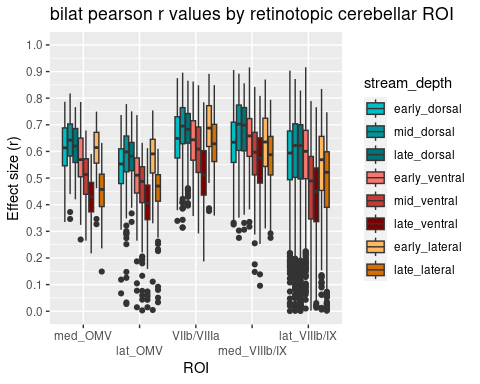 bilat pearson r values by retinotopic cerebellar ROI
Effect size (r)
1.0
0.9
0.8
0.7
0.6
0.5
0.4
0.3
0.2
0.1
0.0
med_OMV
lat_OMV
VIIb/VIIIa
med_VIIIb/IX
lat_VIIIb/IX
ROI
stream_depth
early_dorsal
mid_dorsal
late_dorsal
early_ventral
mid_ventral
late_ventral
early_lateral
late_lateral